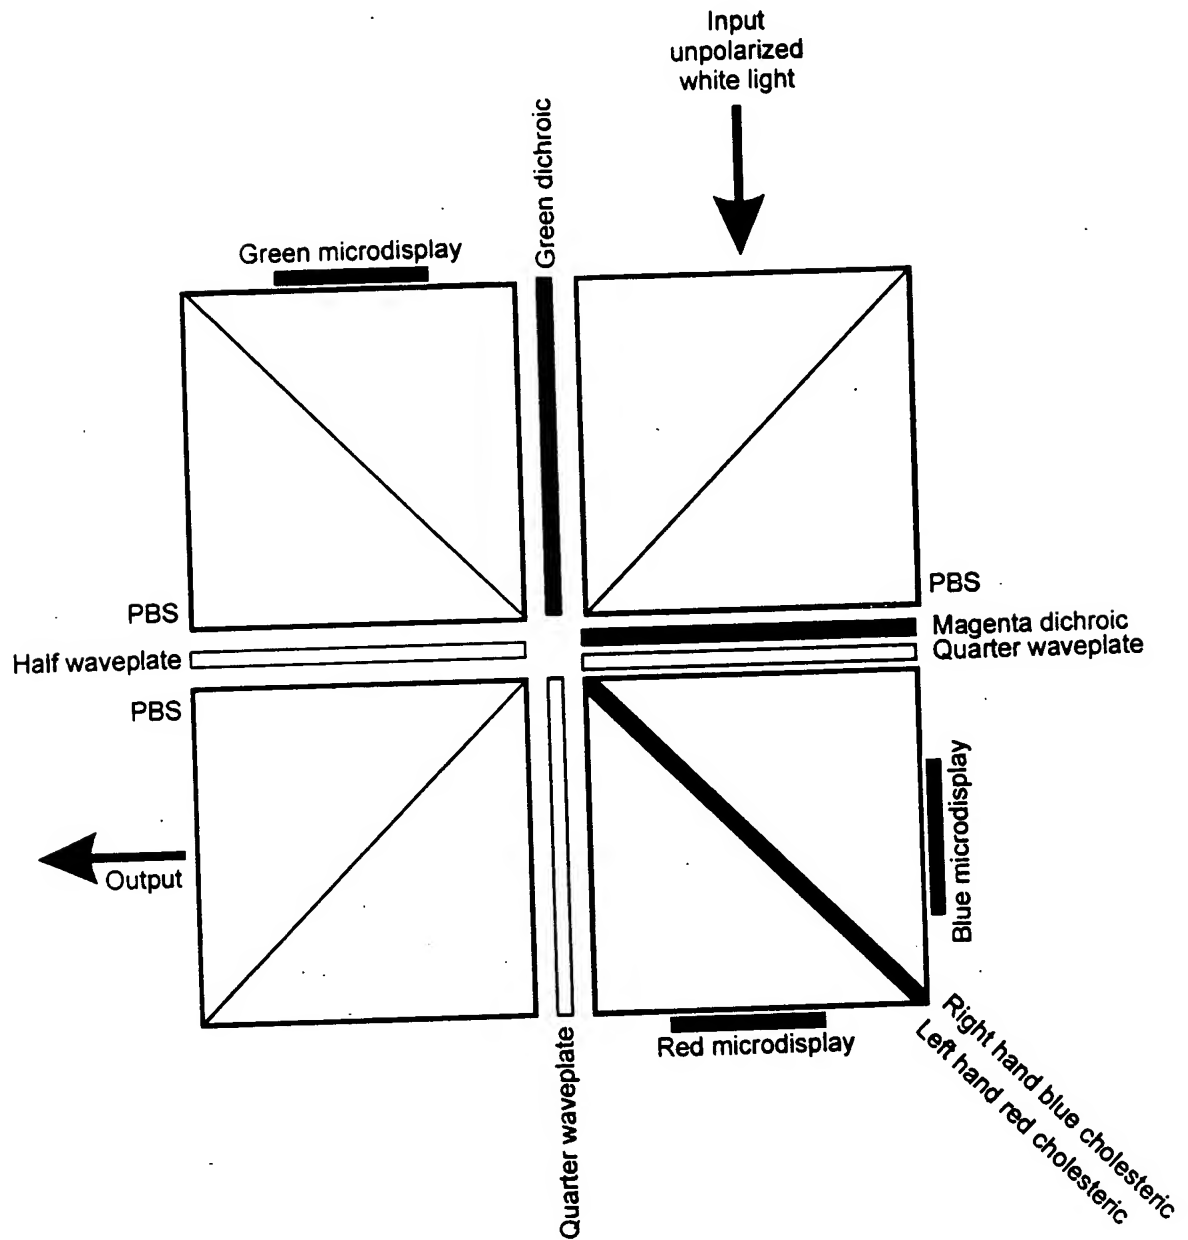 Input
unpolarized
white light
Green dichroic
Green microdisplay
PBS
PBS
Magenta dichroic
Half waveplate
Quarter waveplate
PBS
Blue microdisplay
Output
Red microdisplay
Right hand blue cholesteric
Left hand red cholesteric
Quarter waveplate